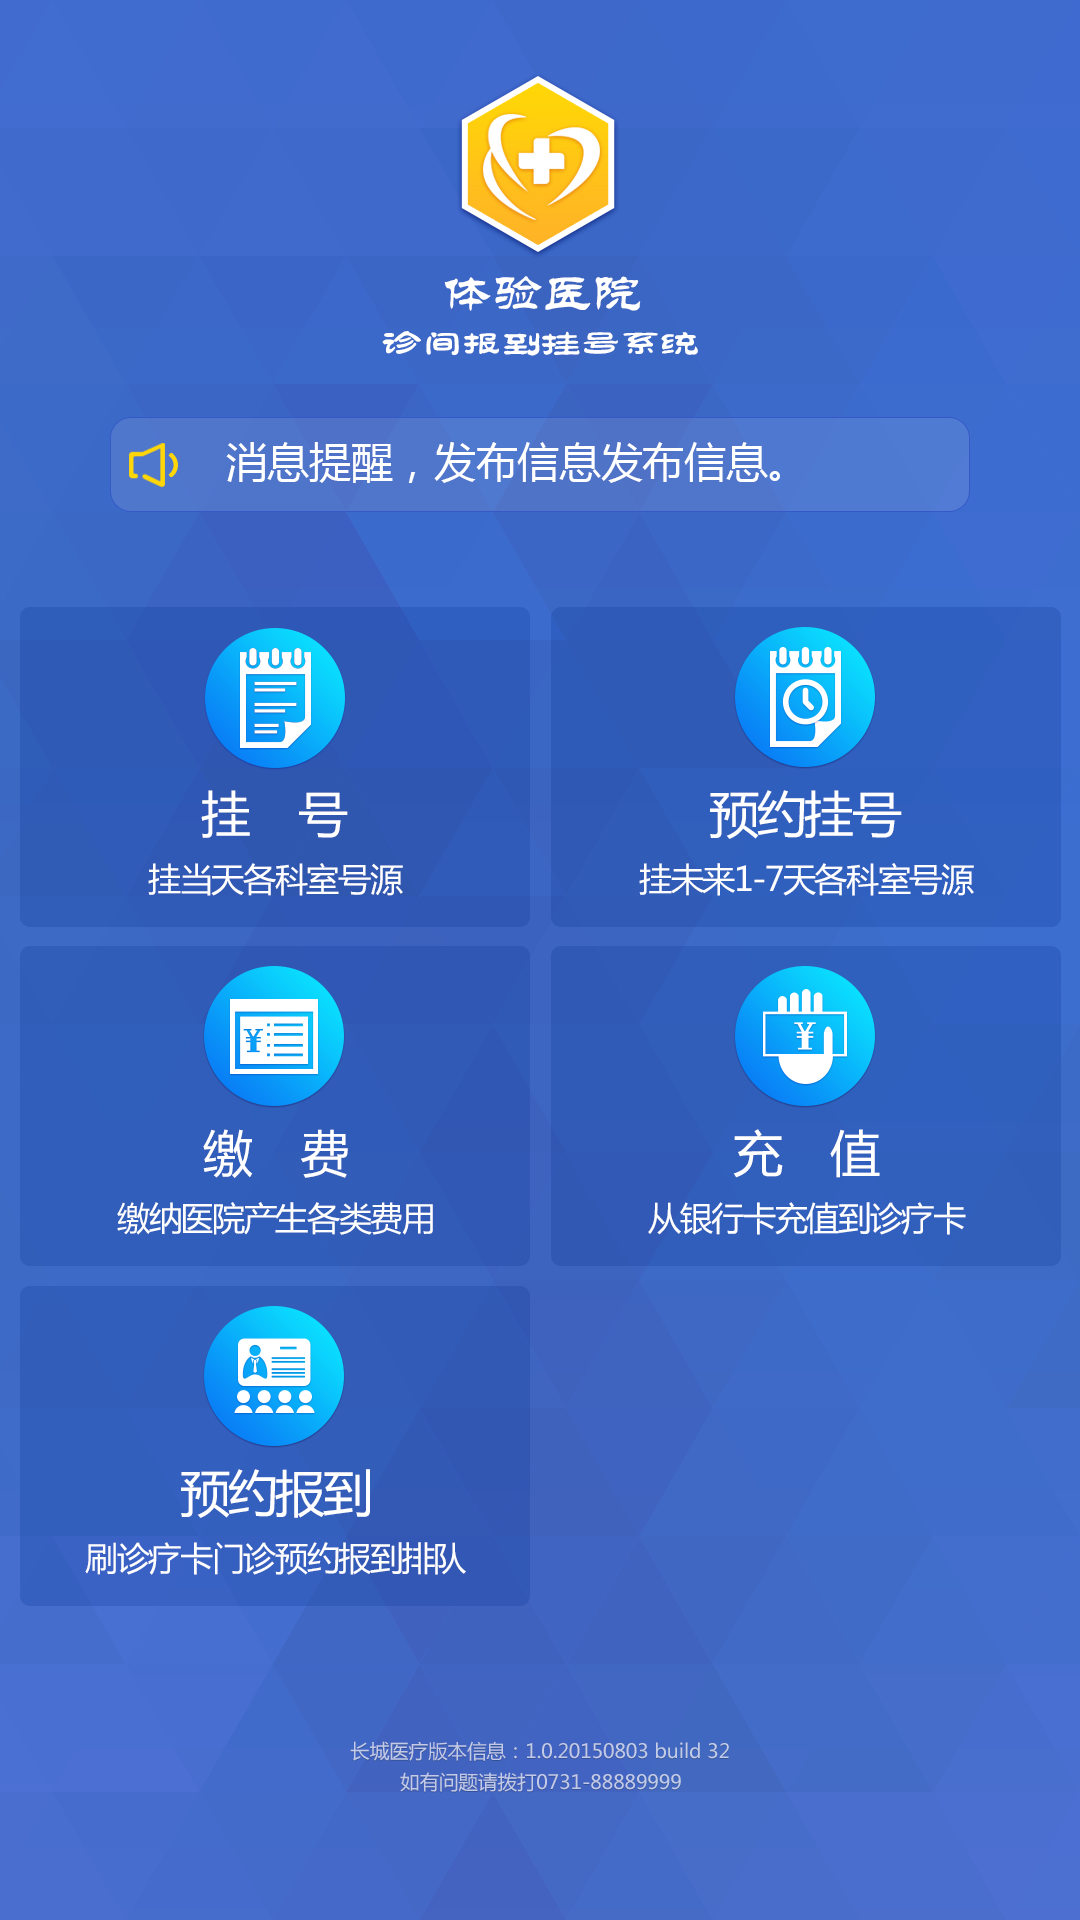 体验医院
诊间报到挂号系统
消息提醒，发布信息发布信息。
挂 号
挂当天各科室号源
预约挂号
挂未来1-7天各科室号源
缴 费
缴纳医院产生各类费用
充 值
从银行卡充值到诊疗卡
预约报到
刷诊疗卡门诊预约报到排队
长城医疗版本信息：1.0.20150803 build 32
如有问题请拨打0731-88889999